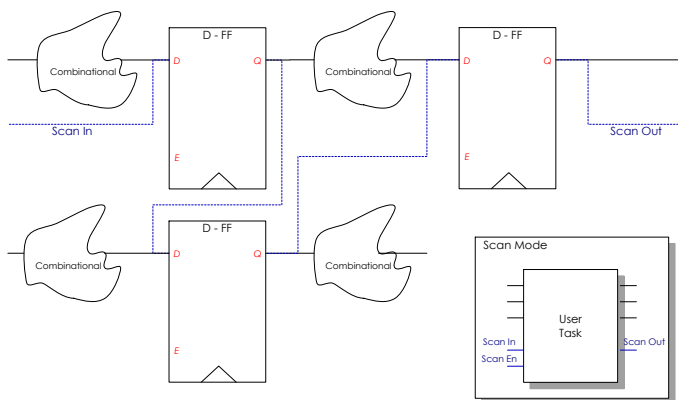 D - FF
D - FF
D
Q
D
Q
Combinational
Combinational
Scan In
Scan Out
E
E
D - FF
Scan Mode
D
Q
Combinational
Combinational
User
Task
Scan In
Scan Out
Scan En
E